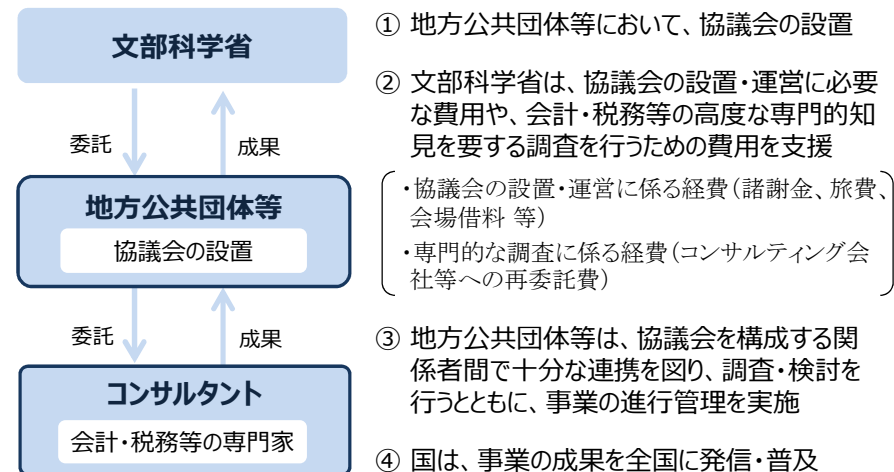 文部科学省
委託
成果
地方公共団体等
協議会の設置
委託
成果
コンサルタント
会計・税務等の専門家
① 地方公共団体等において、協議会の設置
② 文部科学省は、協議会の設置・運営に必要
な費用や、会計・税務等の高度な専門的知
見を要する調査を行うための費用を支援
・協議会の設置・運営に係る経費（諸謝金、旅費、
会場借料 等）
・専門的な調査に係る経費（コンサルティング会
社等への再委託費）
③ 地方公共団体等は、協議会を構成する関
係者間で十分な連携を図り、調査・検討を
行うとともに、事業の進行管理を実施
④ 国は、事業の成果を全国に発信・普及